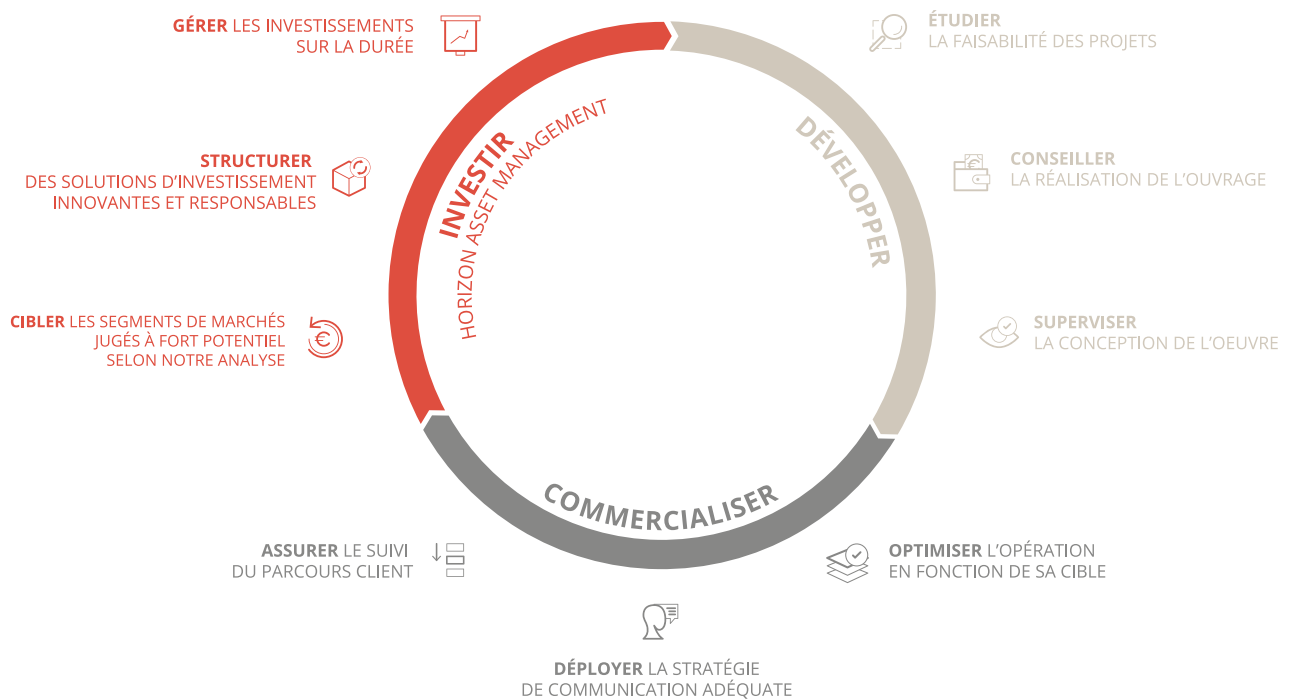 GÉRER LES INVESTISSEMENTS
SUR LA DURÉE
STRUCTURER
DES SOLUTIONS D'INVESTISSEMENT
INNOVANTES ET RESPONSABLES
CIBLER LES SEGMENTS DE MARCHÉS
JUGÉS À FORT POTENTIEL
SELON NOTRE ANALYSE
INVESTIR
HORIZON ASSET MANAGEMENT
DÉVELOPPER
ÉTUDIER
LA FAISABILITÉ DES PROJETS
CONSEILLER
LA RÉALISATION DE L'OUVRAGE
SUPERVISER
LA CONCEPTION DE L'OEUVRE
COMMERCIALISER
OPTIMISER L'OPÉRATION
EN FONCTION DE SA CIBLE
DÉPLOYER LA STRATÉGIE
DE COMMUNICATION ADÉQUATE
ASSURER LE SUIVI
DU PARCOURS CLIENT